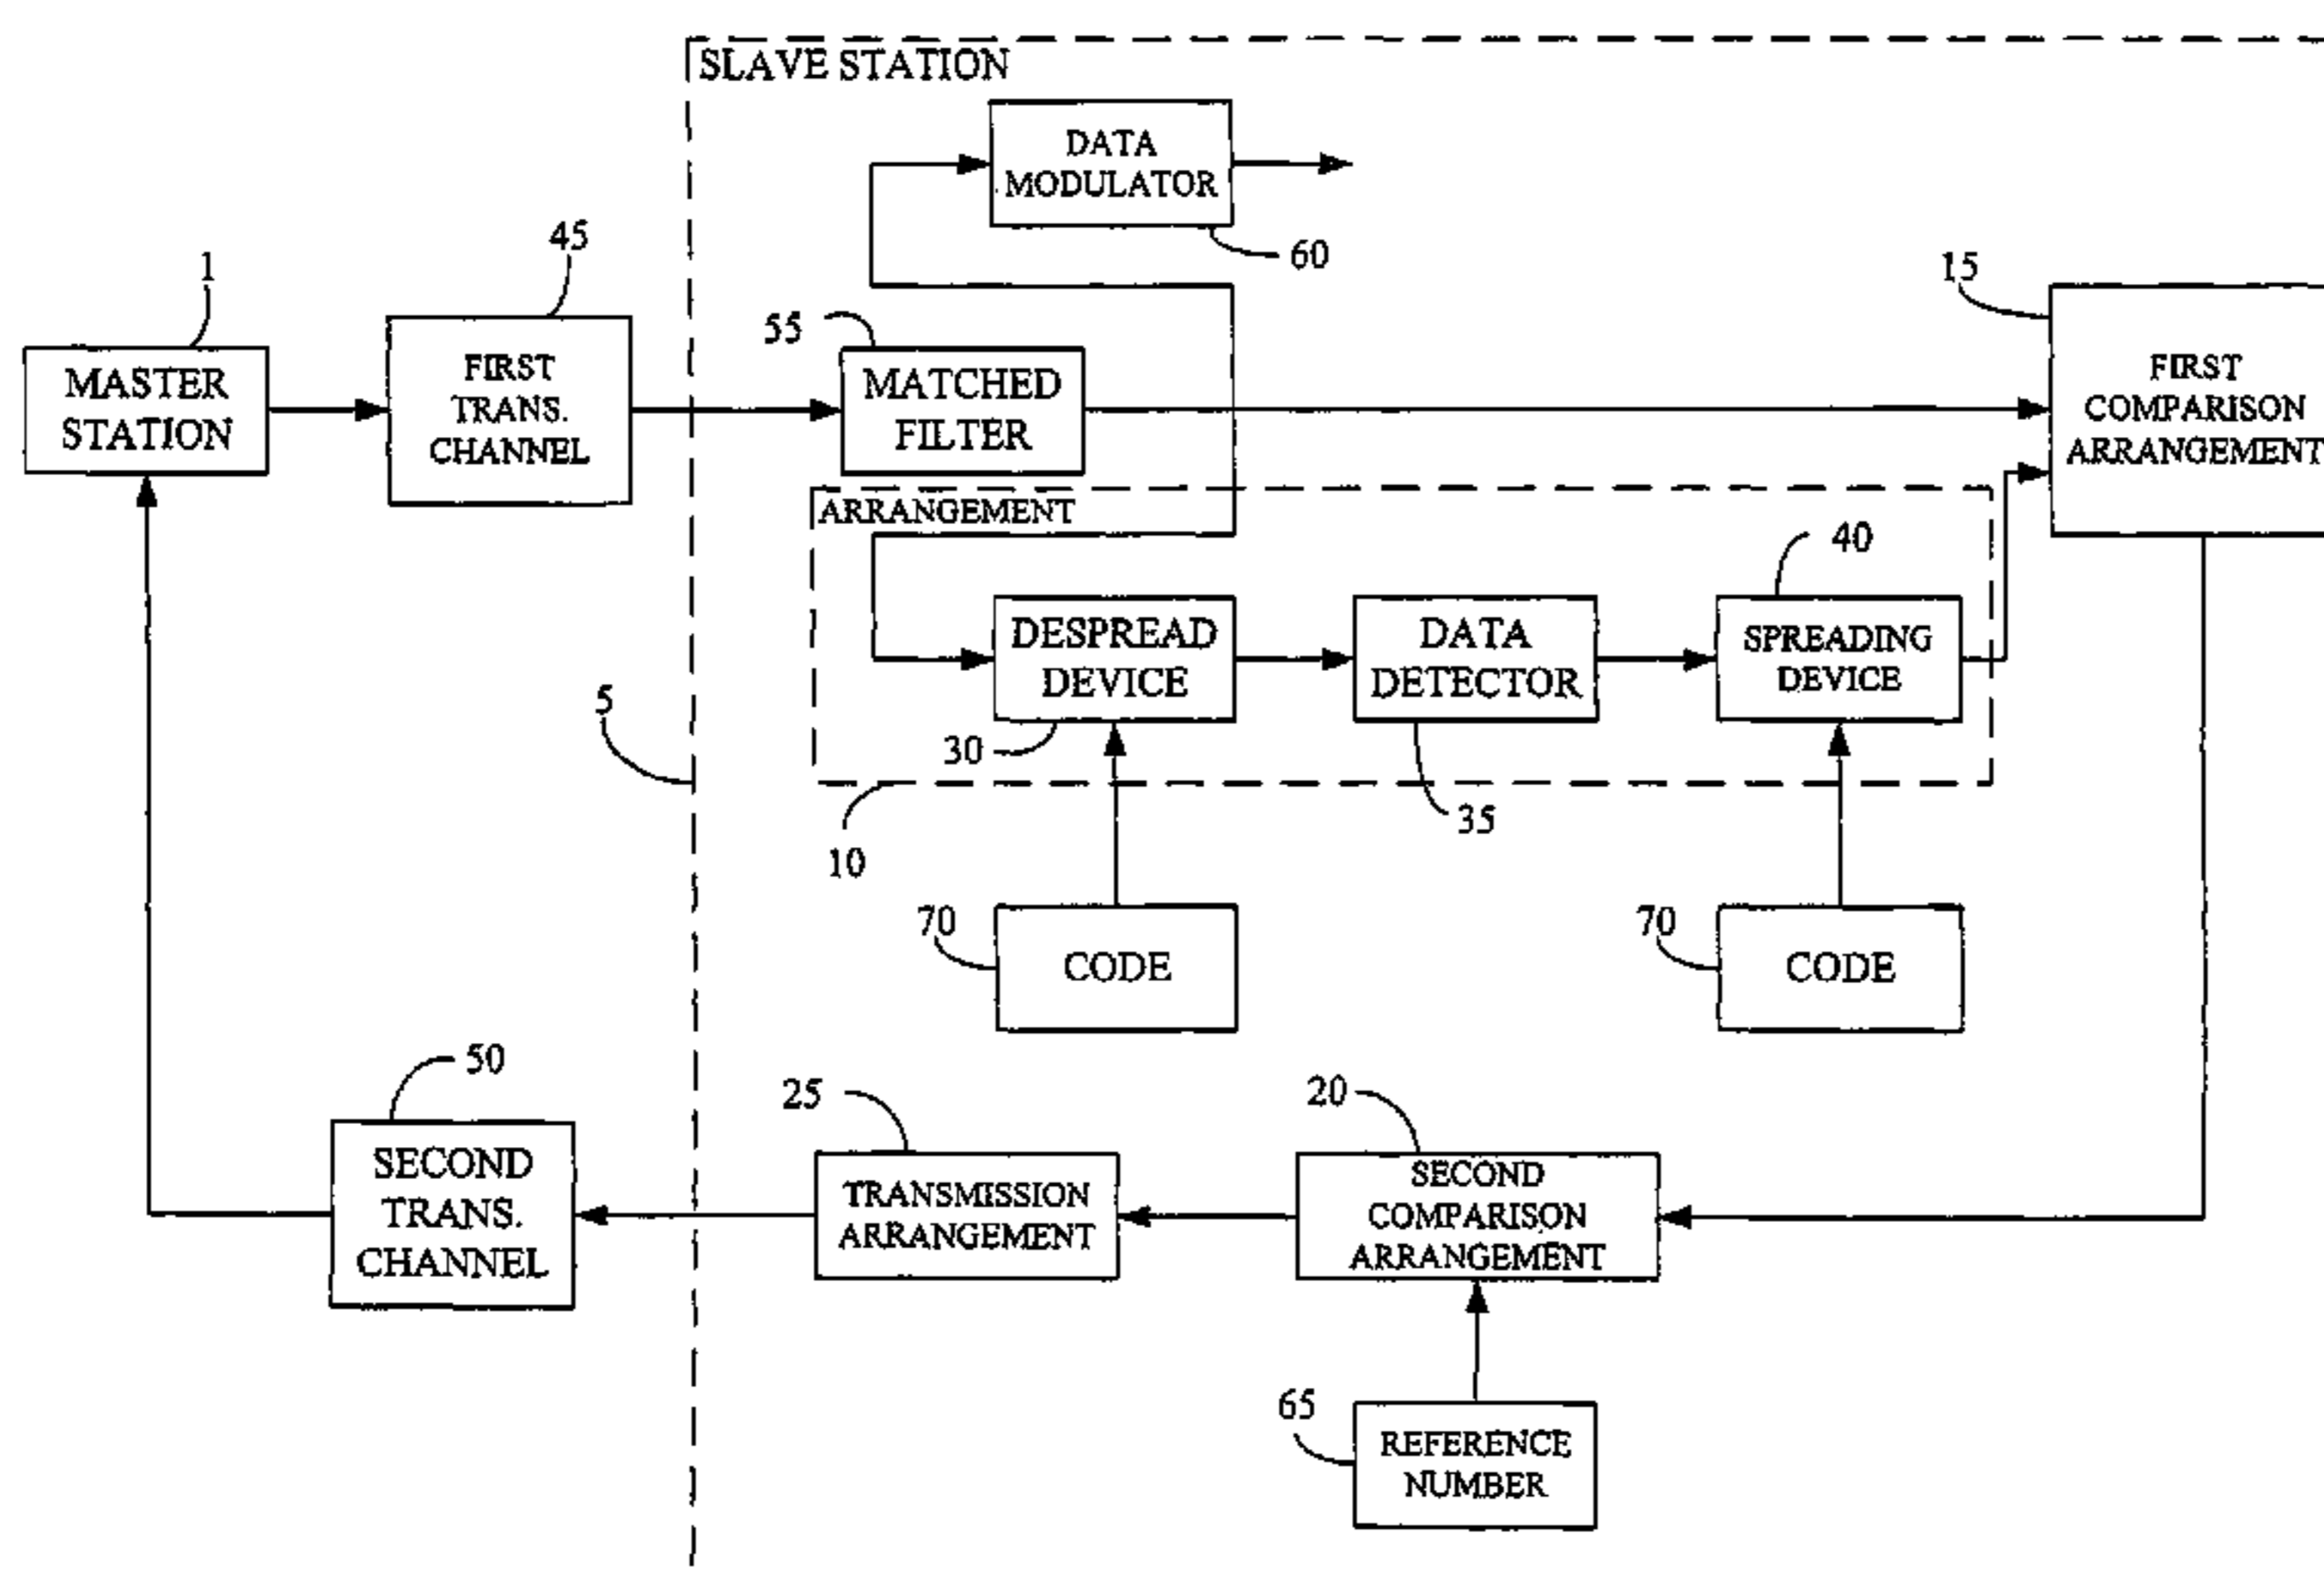 SLAVE STATION
DATA
MODULATOR
60
1
45
55
15
MASTER
STATION
FIRST
TRANS.
CHANNEL
MATCHED
FILTER
FIRST
COMPARISON
ARRANGEMENT
ARRANGEMENT
40
DESPREAD
DEVICE
DATA
DETECTOR
SPREADING
DEVICE
5
30
35
10
70
CODE
70
CODE
50
25
20
SECOND
TRANS.
CHANNEL
TRANSMISSION
ARRANGEMENT
SECOND
COMPARISON
ARRANGEMENT
65
REFERENCE
NUMBER